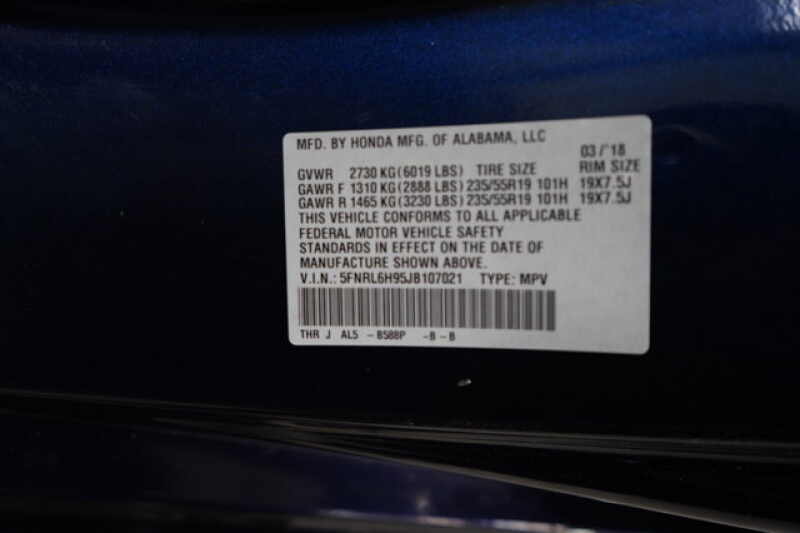 MFD. BY HONDA MFG. OF ALABAMA, LLC
03/'18
GVWR 2730 KG (6019 LBS) TIRE SIZE RIM SIZE
GAWR F 1310 KG (2888 LBS) 235/55R19 101H 19X7.5J
GAWR R 1465 KG (3230 LBS) 235/55R19 101H 19X7.5J
THIS VEHICLE CONFORMS TO ALL APPLICABLE
FEDERAL MOTOR VEHICLE SAFETY
STANDARDS IN EFFECT ON THE DATE OF
MANUFACTURE SHOWN ABOVE.
V.I.N.: 5FNRL6H95JB107021 TYPE: MPV
THR J AL5 - B588P -B - B